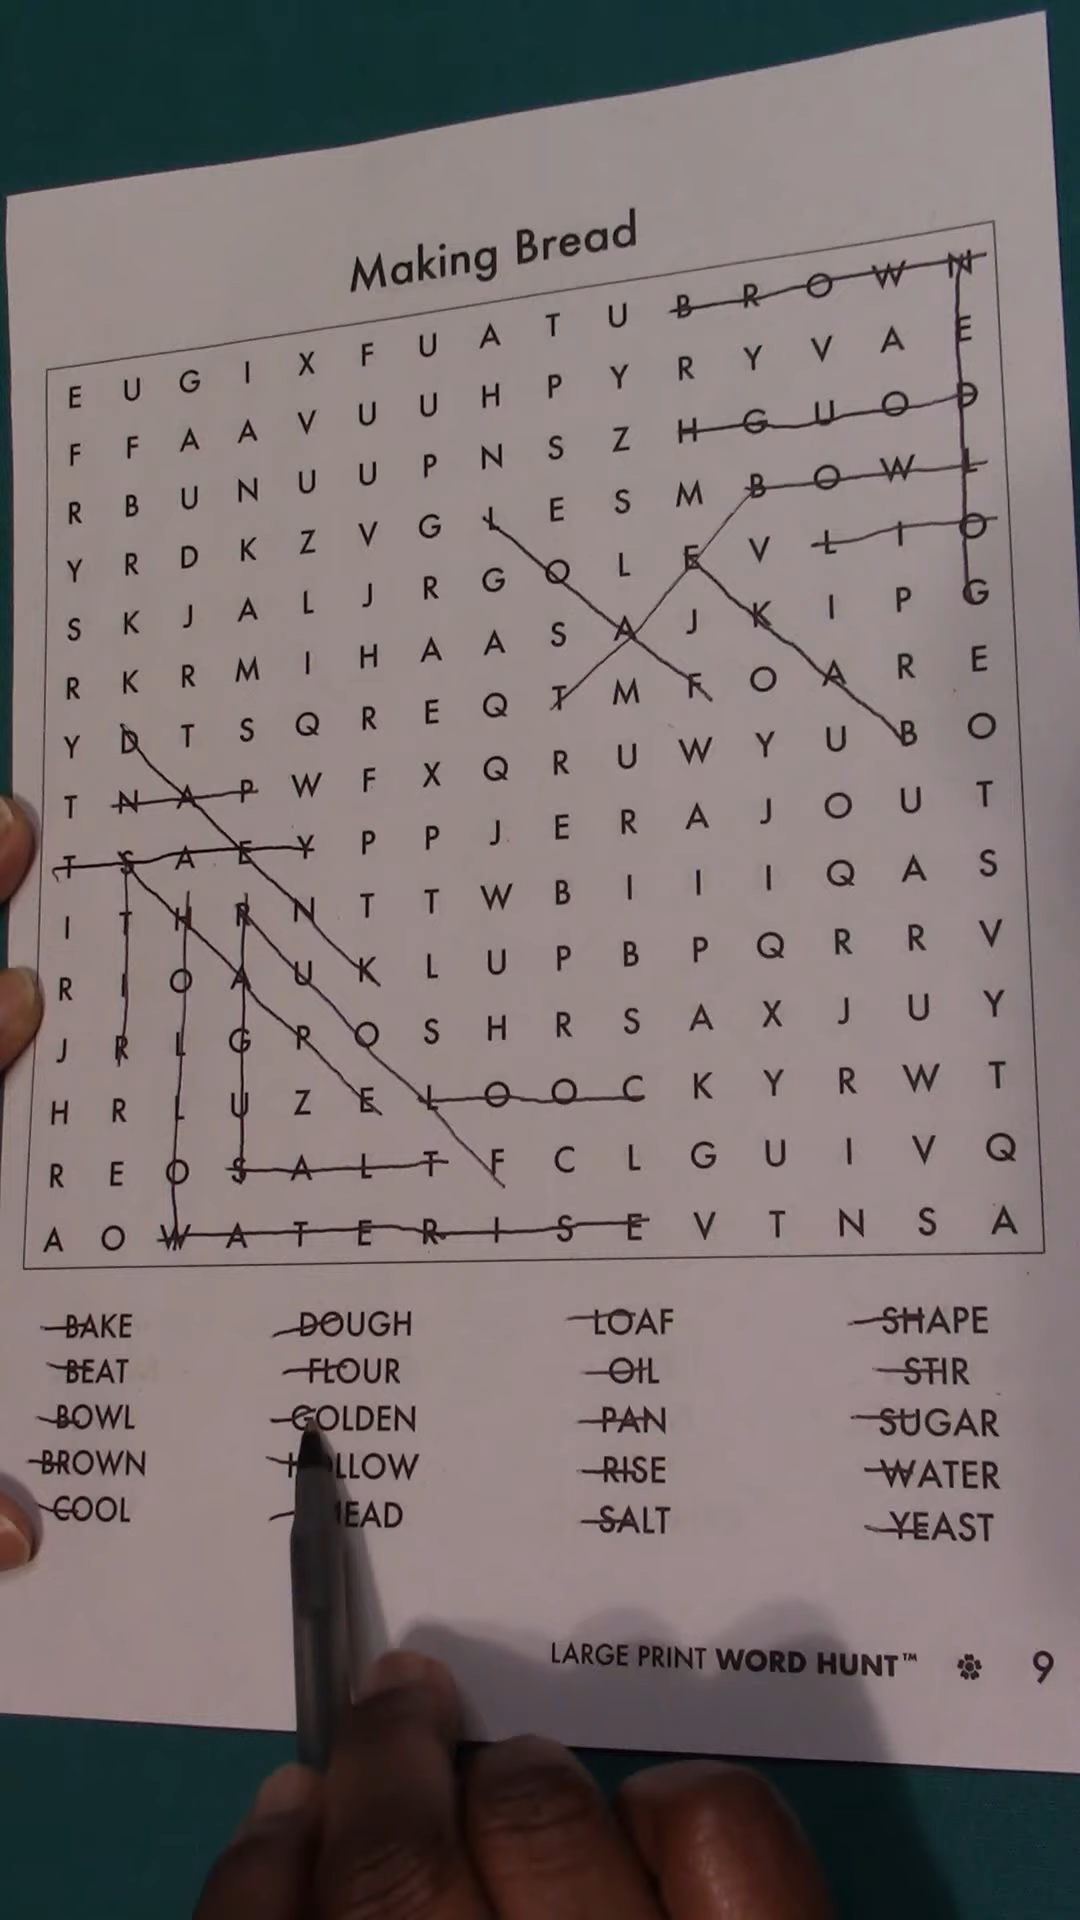 Making Bread
E U G I X F U A T U B R O W N
F F A A V U U H P Y R Y V A E
R B U N U U P N S Z H G U O D
Y R D K Z V G L E S M B O W L
S K J A L J R G O L E V L I O
R K R M I H A A S A J K I P G
Y D T S Q R E Q T M F O A R E
T N A P W F X Q R U W Y U B O
T S A E Y P P J E R A J O U T
I T H R N T T W B I I I Q A S
R I O A U K L U P B P Q R R V
J R L G R O S H R S A X J U Y
H R L U Z E L O O C K Y R W T
R E O S A L T F C L G U I V Q
A O W A T E R I S E V T N S A
BAKE DOUGH LOAF SHAPE
BEAT FLOUR OIL STIR
BOWL GOLDEN PAN SUGAR
BROWN RISE WATER
COOL SALT YEAST
LARGE PRINT WORD HUNT™ 9